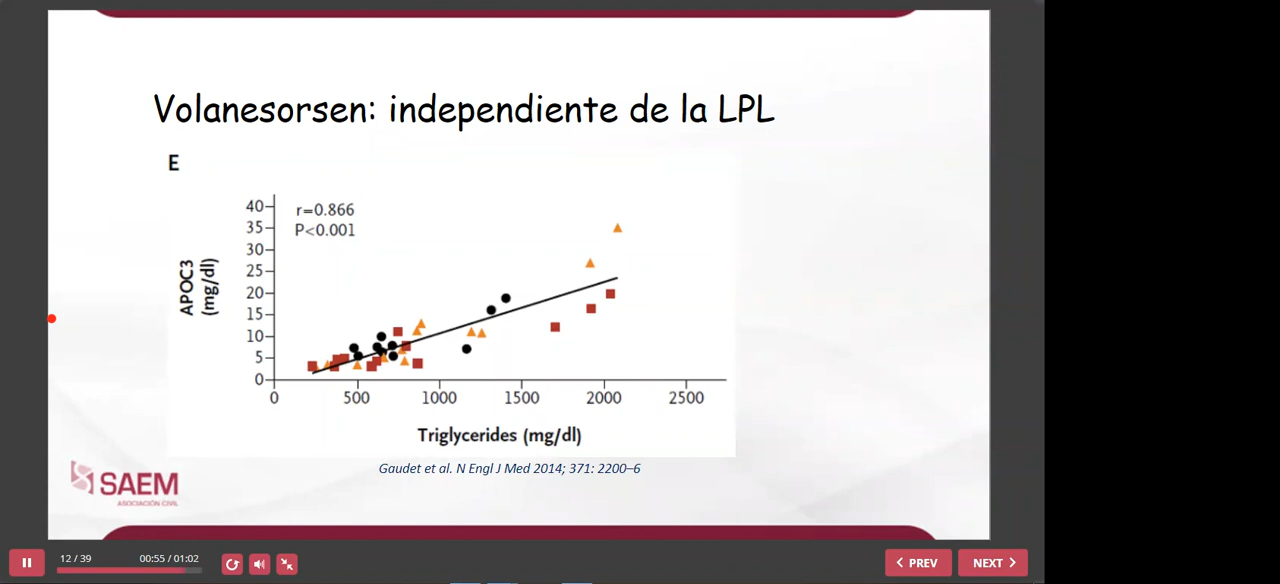 Volanesorsen: independiente de la LPL
E
r=0.866
P<0.001
40
35
30
25
20
15
10
5
0
APOC3
(mg/dl)
0 500 1000 1500 2000 2500
Triglycerides (mg/dl)
Gaudet et al. N Engl J Med 2014; 371: 2200–6
SAEM
ASOCIACIÓN CIVIL
12 / 39 00:55 / 01:02
PREV NEXT